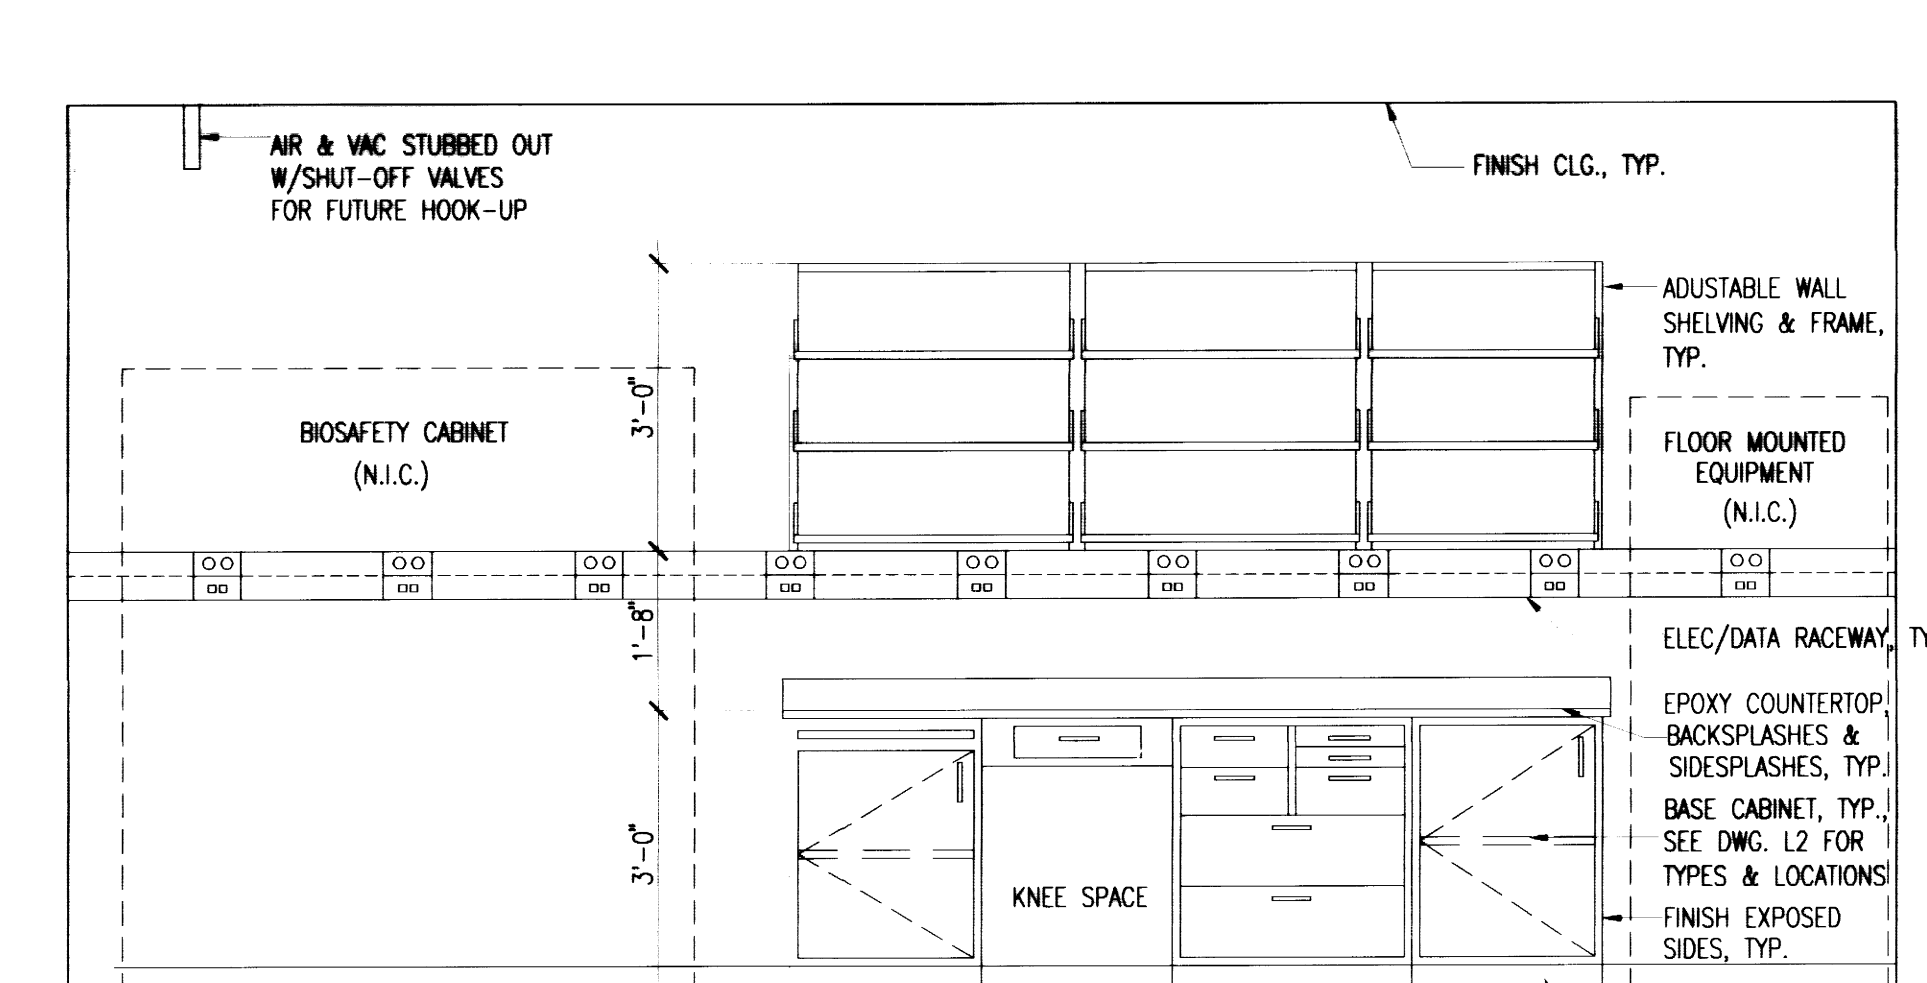 AIR & VAC STUBBED OUT
W/SHUT-OFF VALVES
FOR FUTURE HOOK-UP
FINISH CLG., TYP.
ADUSTABLE WALL
SHELVING & FRAME,
TYP.
3'-0"
BIOSAFETY CABINET
(N.I.C.)
FLOOR MOUNTED
EQUIPMENT
(N.I.C.)
1'-8"
ELEC/DATA RACEWAY, TY
EPOXY COUNTERTOP,
BACKSPLASHES &
SIDESPLASHES, TYP.
BASE CABINET, TYP.,
SEE DWG. L2 FOR
TYPES & LOCATIONS
3'-0"
KNEE SPACE
FINISH EXPOSED
SIDES, TYP.